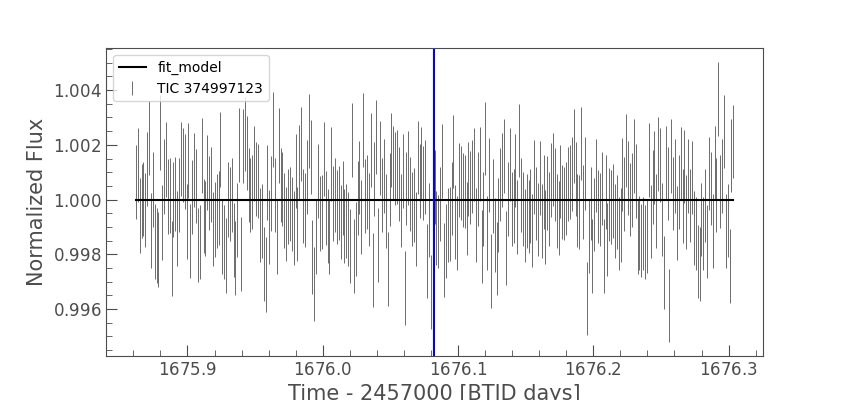 fit_model
TIC 374997123
1.004
1.002
1.000
0.998
0.996
Normalized Flux
1675.9 1676.0 1676.1 1676.2 1676.3
Time - 2457000 [BTJD days]